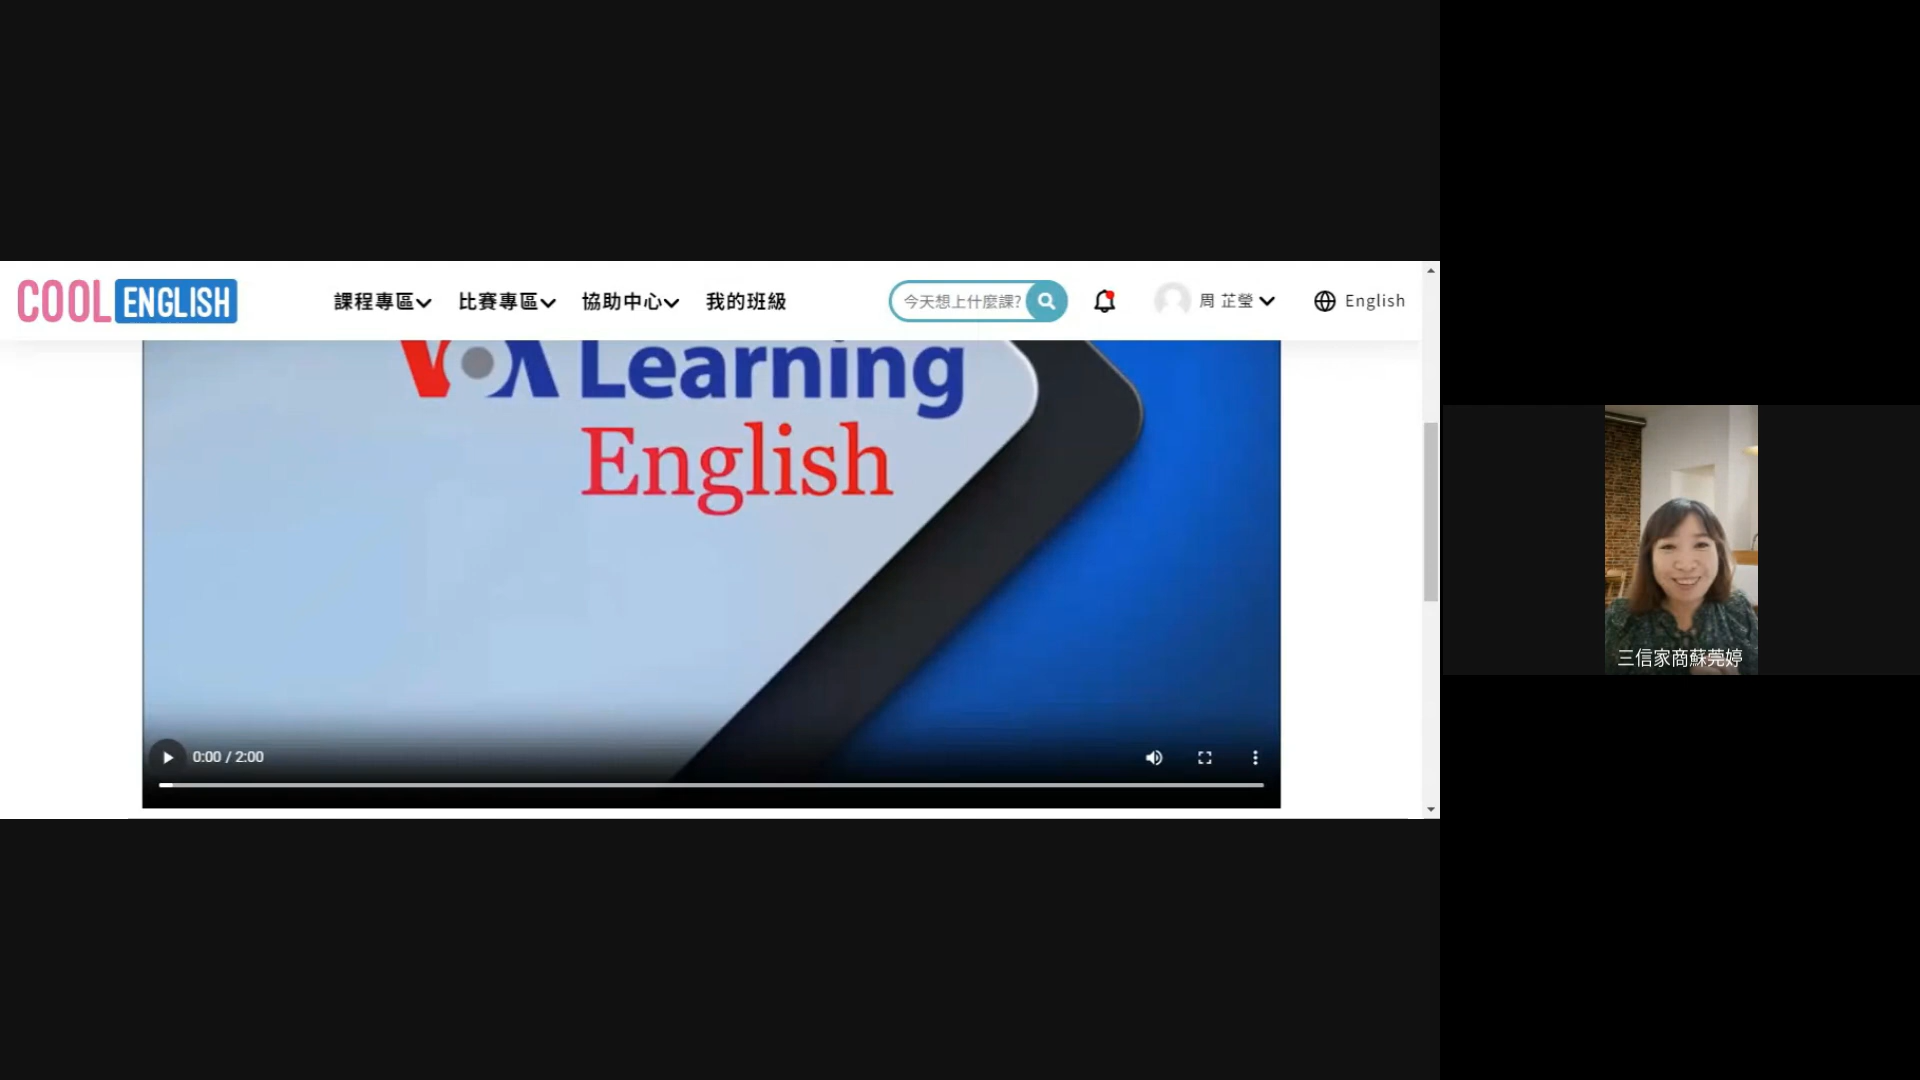 COOL ENGLISH
課程專區
比賽專區
協助中心
我的班級
今天想上什麼課?
周 芷瑩
English
VOA Learning
English
0:00 / 2:00
三信家商蘇莞婷